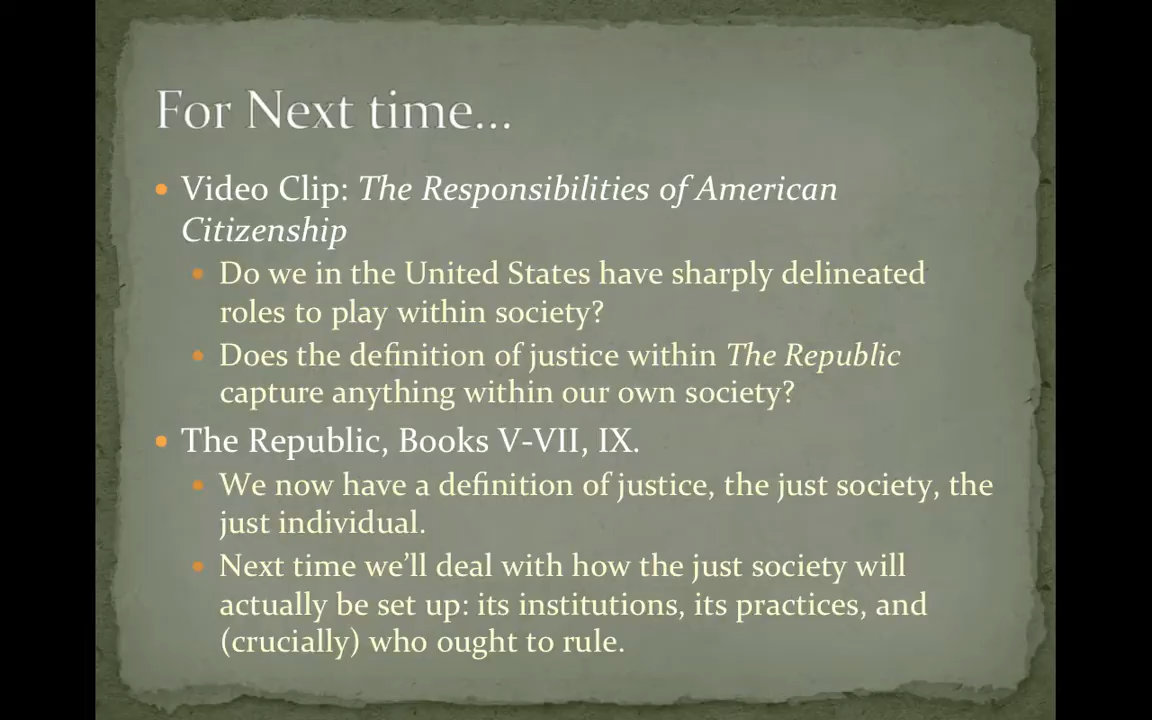 For Next time...
• Video Clip: The Responsibilities of American
Citizenship
• Do we in the United States have sharply delineated
roles to play within society?
• Does the definition of justice within The Republic
capture anything within our own society?
• The Republic, Books V-VII, IX.
• We now have a definition of justice, the just society, the
just individual.
• Next time we’ll deal with how the just society will
actually be set up: its institutions, its practices, and
(crucially) who ought to rule.